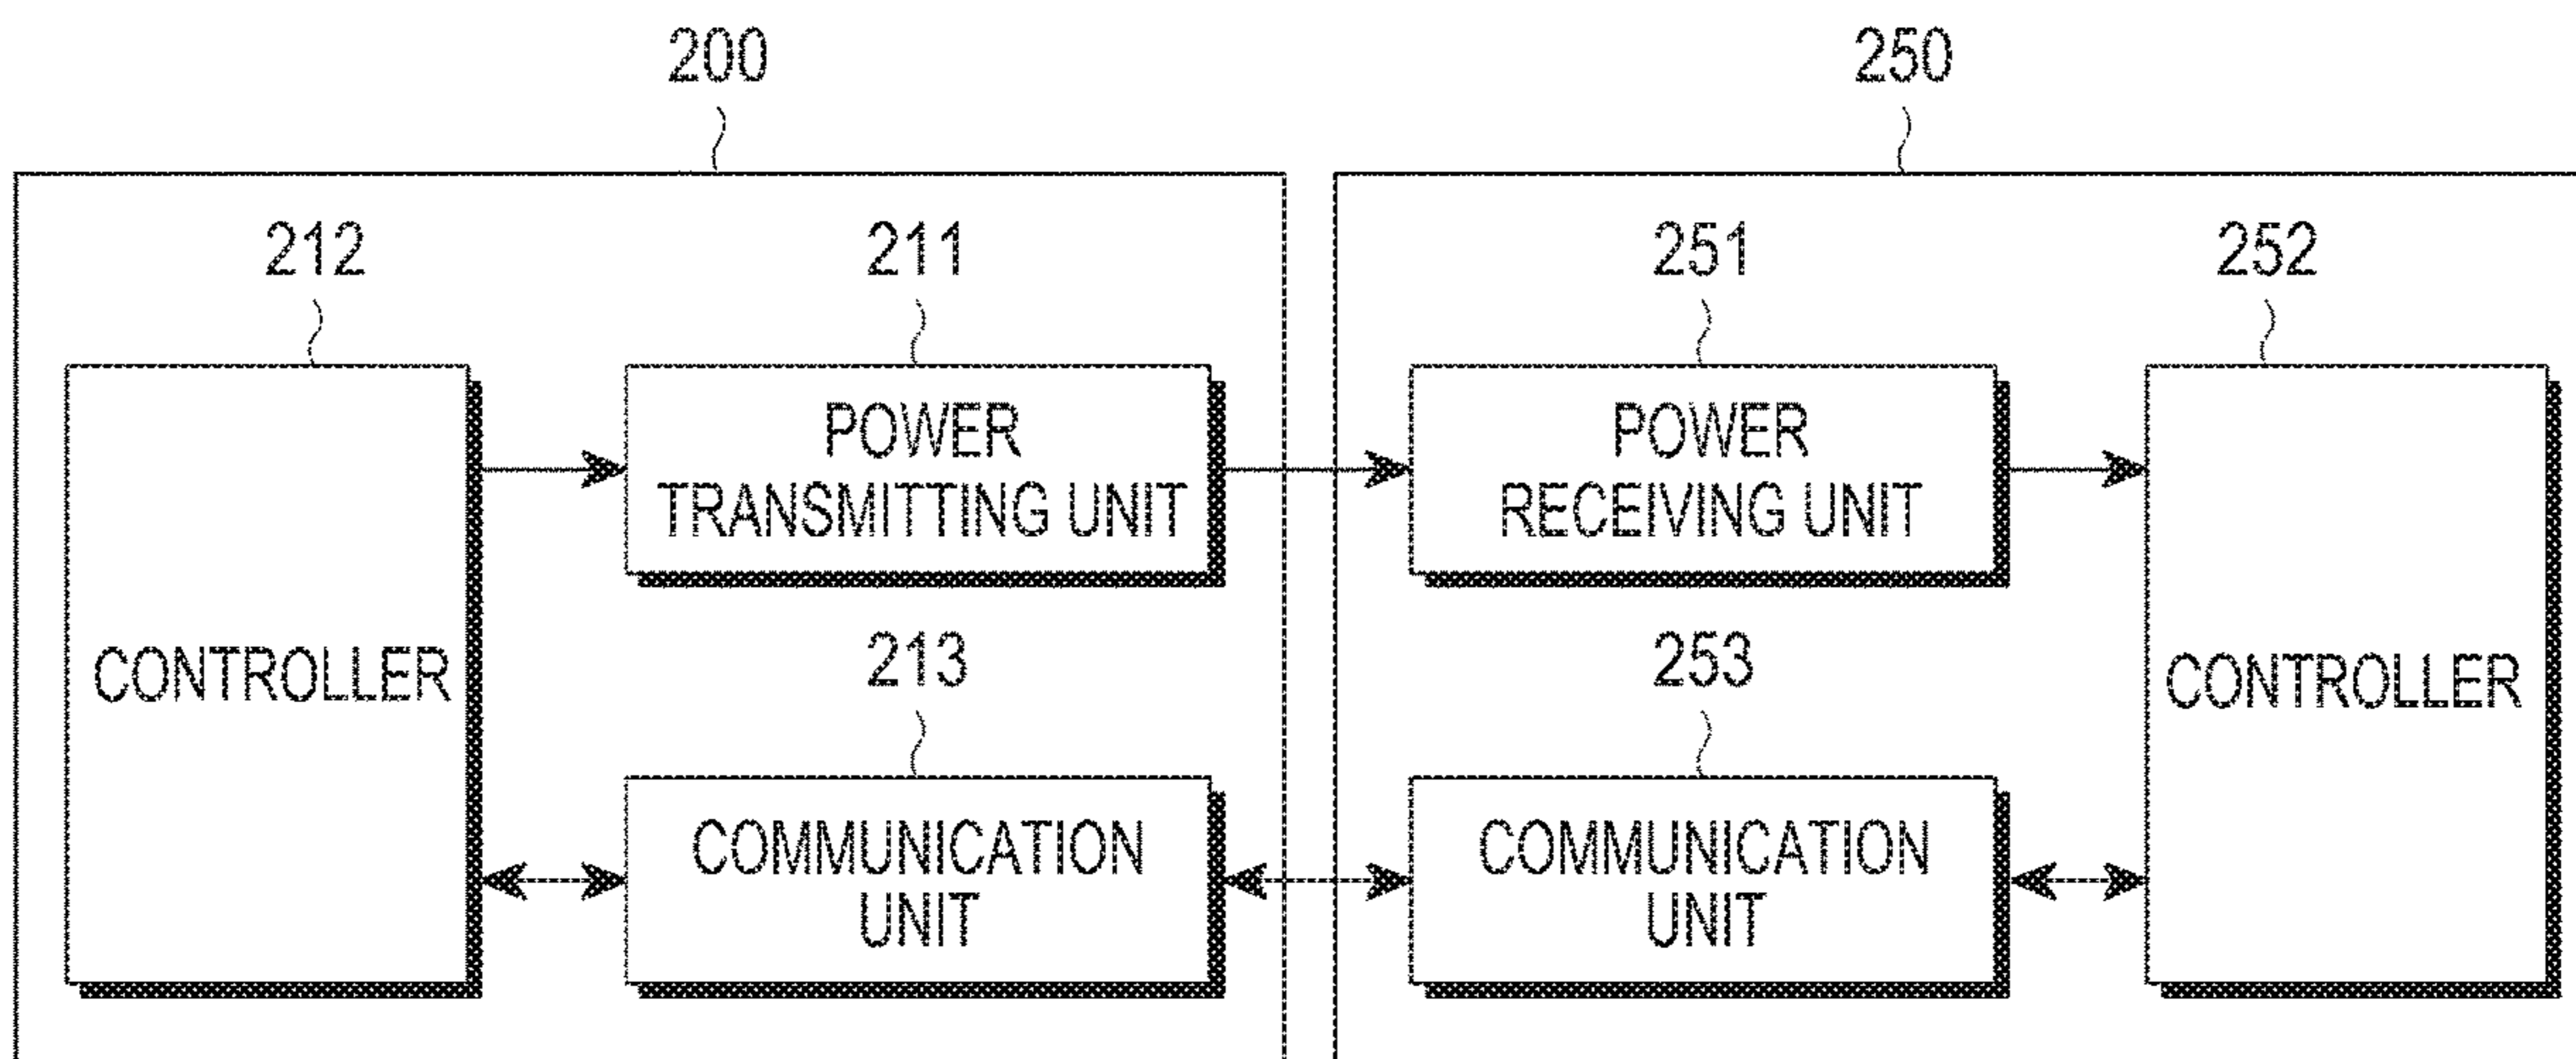 200
250
212
211
251
252
POWER
TRANSMITTING UNIT
POWER
RECEIVING UNIT
CONTROLLER
213
253
CONTROLLER
COMMUNICATION
UNIT
COMMUNICATION
UNIT